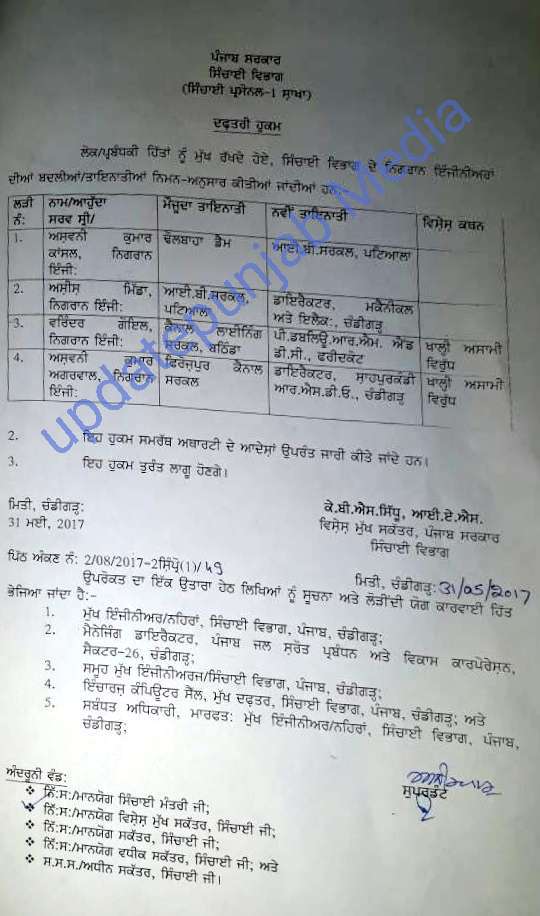 ਪੰਜਾਬ ਸਰਕਾਰ
ਸਿੰਚਾਈ ਵਿਭਾਗ
(ਸਿੰਚਾਈ ਪ੍ਰਸੋਨਲ-1 ਸ਼ਾਖਾ)
ਦਫ਼ਤਰੀ ਹੁਕਮ
ਲੋਕ/ਪ੍ਰਬੰਧਕੀ ਹਿੱਤਾਂ ਨੂੰ ਮੁੱਖ ਰੱਖਦੇ ਹੋਏ, ਸਿੰਚਾਈ ਵਿਭਾਗ ਦੇ ਨਿਗਰਾਨ ਇੰਜੀਨੀਅਰਾਂ
ਦੀਆਂ ਬਦਲੀਆਂ/ਤਾਇਨਾਤੀਆਂ ਨਿਮਨ-ਅਨੁਸਾਰ ਕੀਤੀਆਂ ਜਾਂਦੀਆਂ ਹਨ:-
ਲੜੀ ਨੰ: ਨਾਮ/ਅਹੁੱਦਾ ਸਰਵ ਸ਼੍ਰੀ/ ਮੌਜੂਦਾ ਤਾਇਨਾਤੀ ਨਵੀਂ ਤਾਇਨਾਤੀ ਵਿਸ਼ੇਸ਼ ਕਥਨ
1. ਅਸ਼ਵਨੀ ਕੁਮਾਰ ਕਾਂਸਲ, ਨਿਗਰਾਨ ਇੰਜੀ: ਢੋਲਬਾਹਾ ਡੈਮ ਆਈ.ਬੀ.ਸਰਕਲ, ਪਟਿਆਲਾ
2. ਅਸ਼ੀਸ਼ ਮਿੱਡਾ, ਨਿਗਰਾਨ ਇੰਜੀ: ਆਈ.ਬੀ.ਸਰਕਲ, ਪਟਿਆਲਾ ਡਾਇਰੈਕਟਰ, ਮਕੈਨੀਕਲ ਅਤੇ ਇਲੈਕ:, ਚੰਡੀਗੜ੍ਹ
3. ਵਰਿੰਦਰ ਗੋਇਲ, ਨਿਗਰਾਨ ਇੰਜੀ: ਕੈਨਾਲ ਲਾਈਨਿੰਗ ਸਰਕਲ, ਬਠਿੰਡਾ ਪੀ.ਡਬਲਿਊ.ਆਰ.ਐਮ. ਐਂਡ ਡੀ.ਸੀ., ਫਰੀਦਕੋਟ ਖਾਲੀ ਅਸਾਮੀ ਵਿਰੁੱਧ
4. ਅਸ਼ਵਨੀ ਕੁਮਾਰ ਅਗਰਵਾਲ, ਨਿਗਰਾਨ ਇੰਜੀ: ਫਿਰੋਜਪੁਰ ਕੈਨਾਲ ਸਰਕਲ ਡਾਇਰੈਕਟਰ, ਸ਼ਾਹਪੁਰਕੰਡੀ ਆਰ.ਐਸ.ਡੀ.ਓ., ਚੰਡੀਗੜ੍ਹ ਖਾਲੀ ਅਸਾਮੀ ਵਿਰੁੱਧ
2. ਇਹ ਹੁਕਮ ਸਮਰੱਥ ਅਥਾਰਟੀ ਦੇ ਆਦੇਸ਼ਾਂ ਉਪਰੰਤ ਜਾਰੀ ਕੀਤੇ ਜਾਂਦੇ ਹਨ।
3. ਇਹ ਹੁਕਮ ਤੁਰੰਤ ਲਾਗੂ ਹੋਣਗੇ।
ਮਿਤੀ, ਚੰਡੀਗੜ੍ਹ: ਕੇ.ਬੀ.ਐਸ.ਸਿੱਧੂ, ਆਈ.ਏ.ਐਸ.
31 ਮਈ, 2017 ਵਿਸ਼ੇਸ਼ ਮੁੱਖ ਸਕੱਤਰ, ਪੰਜਾਬ ਸਰਕਾਰ
ਸਿੰਚਾਈ ਵਿਭਾਗ
ਪਿੱਠ ਅੰਕਣ ਨੰ: 2/08/2017-2ਸਿੰਪ੍ਰੋ(1)/49 ਮਿਤੀ, ਚੰਡੀਗੜ੍ਹ: 31/05/2017
ਉਪਰੋਕਤ ਦਾ ਇੱਕ ਉਤਾਰਾ ਹੇਠ ਲਿਖਿਆਂ ਨੂੰ ਸੂਚਨਾ ਅਤੇ ਲੋੜੀਂਦੀ ਯੋਗ ਕਾਰਵਾਈ ਹਿੱਤ
ਭੇਜਿਆ ਜਾਂਦਾ ਹੈ:-
1. ਮੁੱਖ ਇੰਜੀਨੀਅਰ/ਨਹਿਰਾਂ, ਸਿੰਚਾਈ ਵਿਭਾਗ, ਪੰਜਾਬ, ਚੰਡੀਗੜ੍ਹ;
2. ਮੈਨੇਜਿੰਗ ਡਾਇਰੈਕਟਰ, ਪੰਜਾਬ ਜਲ ਸ੍ਰੋਤ ਪ੍ਰਬੰਧਨ ਅਤੇ ਵਿਕਾਸ ਕਾਰਪੋਰੇਸ਼ਨ,
ਸੈਕਟਰ-26, ਚੰਡੀਗੜ੍ਹ;
3. ਸਮੂਹ ਮੁੱਖ ਇੰਜੀਨੀਅਰਜ਼/ਸਿੰਚਾਈ ਵਿਭਾਗ, ਪੰਜਾਬ, ਚੰਡੀਗੜ੍ਹ;
4. ਇੰਚਾਰਜ਼ ਕੰਪਿਊਟਰ ਸੈੱਲ, ਮੁੱਖ ਦਫਤਰ, ਸਿੰਚਾਈ ਵਿਭਾਗ, ਪੰਜਾਬ, ਚੰਡੀਗੜ੍ਹ; ਅਤੇ
5. ਸਬੰਧਤ ਅਧਿਕਾਰੀ, ਮਾਰਫਤ: ਮੁੱਖ ਇੰਜੀਨੀਅਰ/ਨਹਿਰਾਂ, ਸਿੰਚਾਈ ਵਿਭਾਗ, ਪੰਜਾਬ,
ਚੰਡੀਗੜ੍ਹ;
ਅੰਦਰੂਨੀ ਵੰਡ:
ਸੁਪਰਡੰਟ
❖ ਨਿੱ:ਸ:/ਮਾਨਯੋਗ ਸਿੰਚਾਈ ਮੰਤਰੀ ਜੀ;
❖ ਨਿੱ:ਸ:/ਮਾਨਯੋਗ ਵਿਸ਼ੇਸ਼ ਮੁੱਖ ਸਕੱਤਰ, ਸਿੰਚਾਈ ਜੀ;
❖ ਨਿੱ:ਸ:/ਮਾਨਯੋਗ ਸਕੱਤਰ, ਸਿੰਚਾਈ ਜੀ;
❖ ਨਿੱ:ਸ:/ਮਾਨਯੋਗ ਵਧੀਕ ਸਕੱਤਰ, ਸਿੰਚਾਈ ਜੀ; ਅਤੇ
❖ ਸ.ਸ.ਸ./ਅਧੀਨ ਸਕੱਤਰ, ਸਿੰਚਾਈ ਜੀ।
updatepunjab Media